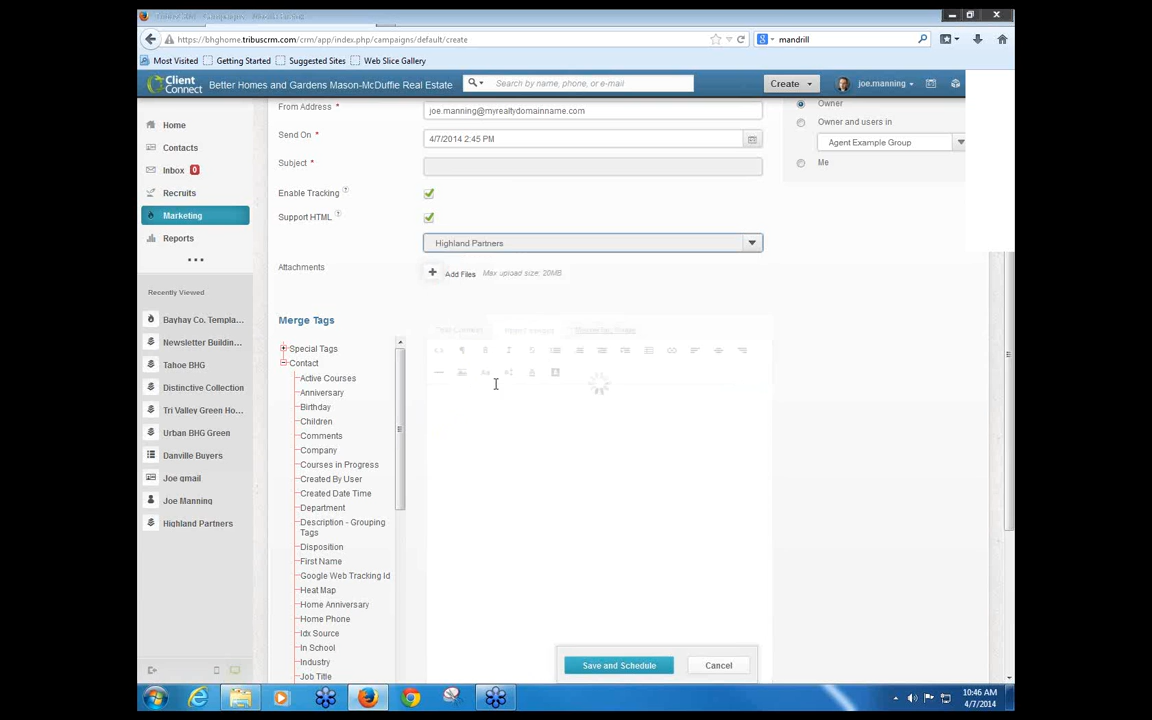 https://bhghome.tribuscrm.com/crm/app/index.php/campaigns/default/create
mandrill
Most Visited
Getting Started
Suggested Sites
Web Slice Gallery
Client Connect
Better Homes and Gardens Mason-McDuffie Real Estate
Search by name, phone, or e-mail
Create
joe.manning
From Address *
joe.manning@myrealtydomainname.com
Owner
Home
Owner and users in
Send On *
4/7/2014 2:45 PM
Agent Example Group
Contacts
Subject *
Me
Inbox 0
Recruits
Enable Tracking ?
Marketing
Support HTML ?
Reports
Highland Partners
Attachments
+ Add Files Max upload size: 20MB
Recently Viewed
Bayhay Co. Templa...
Newsletter Buildin...
Tahoe BHG
Distinctive Collection
Tri Valley Green Ho...
Urban BHG Green
Danville Buyers
Joe gmail
Joe Manning
Highland Partners
Merge Tags
Special Tags
Contact
Active Courses
Anniversary
Birthday
Children
Comments
Company
Courses in Progress
Created By User
Created Date Time
Department
Description - Grouping
Tags
Disposition
First Name
Google Web Tracking Id
Heat Map
Home Anniversary
Home Phone
Idx Source
In School
Industry
Job Title
Save and Schedule
Cancel
10:46 AM
4/7/2014